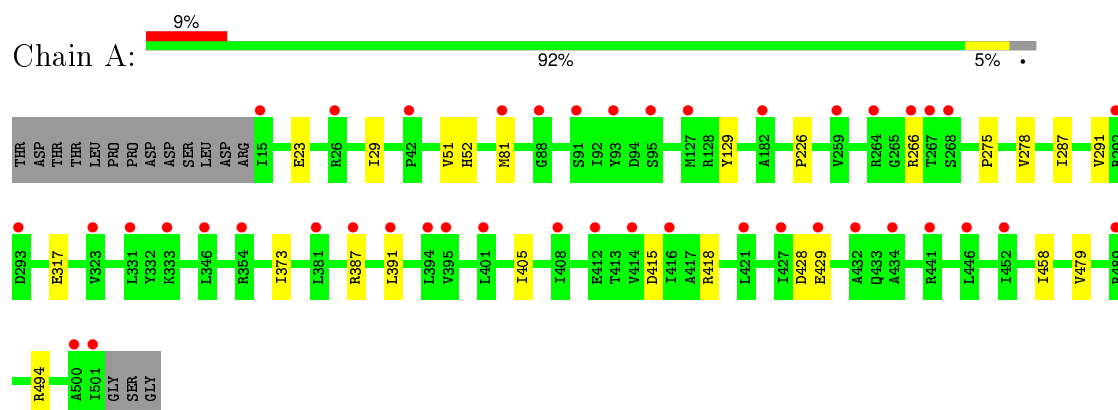 9%
Chain A:
92% 5% •
THR ASP THR THR LEU PRO PRO ASP ASP SER LEU ASP ARG I15 E23 R26 I29 P42 V51 H52 M81 G88 S91 I92 Y93 D94 S95 M127 R128 Y129 A182 P226 V259 R264 G265 R266 T267 S268 P275 V278 I287 V291
D293 E317 V323 L331 Y332 K333 L346 R354 I373 L381 R387 L391 L394 V395 L401 I405 I408 E412 T413 V414 D415 I416 A417 R418 L421 I427 D428 E429 A432 Q433 A434 R441 L446 I452 I458 V479
R494 A500 I501 GLY SER GLY